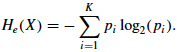 H_e(X) = -\sum_{i=1}^{K} p_i \log_2(p_i).